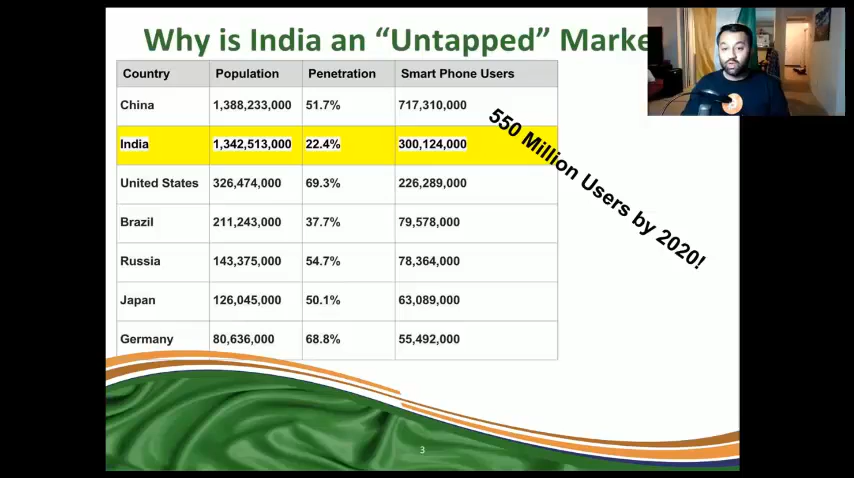 Why is India an “Untapped” Marke
Country Population Penetration Smart Phone Users
China 1,388,233,000 51.7% 717,310,000
India 1,342,513,000 22.4% 300,124,000
United States 326,474,000 69.3% 226,289,000
Brazil 211,243,000 37.7% 79,578,000
Russia 143,375,000 54.7% 78,364,000
Japan 126,045,000 50.1% 63,089,000
Germany 80,636,000 68.8% 55,492,000
550 Million Users by 2020!
3